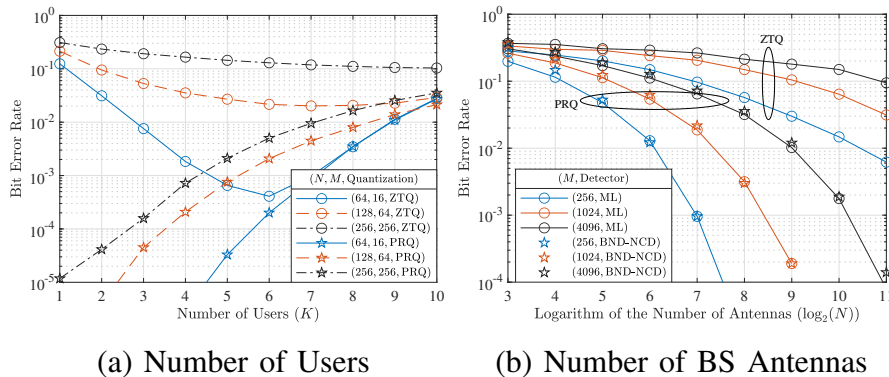 10^0
10^-1
10^-2
10^-3
10^-4
10^-5
Bit Error Rate
1 2 3 4 5 6 7 8 9 10
Number of Users (K)
(N, M, Quantization)
(64, 16, ZTQ)
(128, 64, ZTQ)
(256, 256, ZTQ)
(64, 16, PRQ)
(128, 64, PRQ)
(256, 256, PRQ)
(a) Number of Users
10^0
10^-1
10^-2
10^-3
10^-4
Bit Error Rate
ZTQ
PRQ
3 4 5 6 7 8 9 10 11
Logarithm of the Number of Antennas (log2(N))
(M, Detector)
(256, ML)
(1024, ML)
(4096, ML)
(256, BND-NCD)
(1024, BND-NCD)
(4096, BND-NCD)
(b) Number of BS Antennas